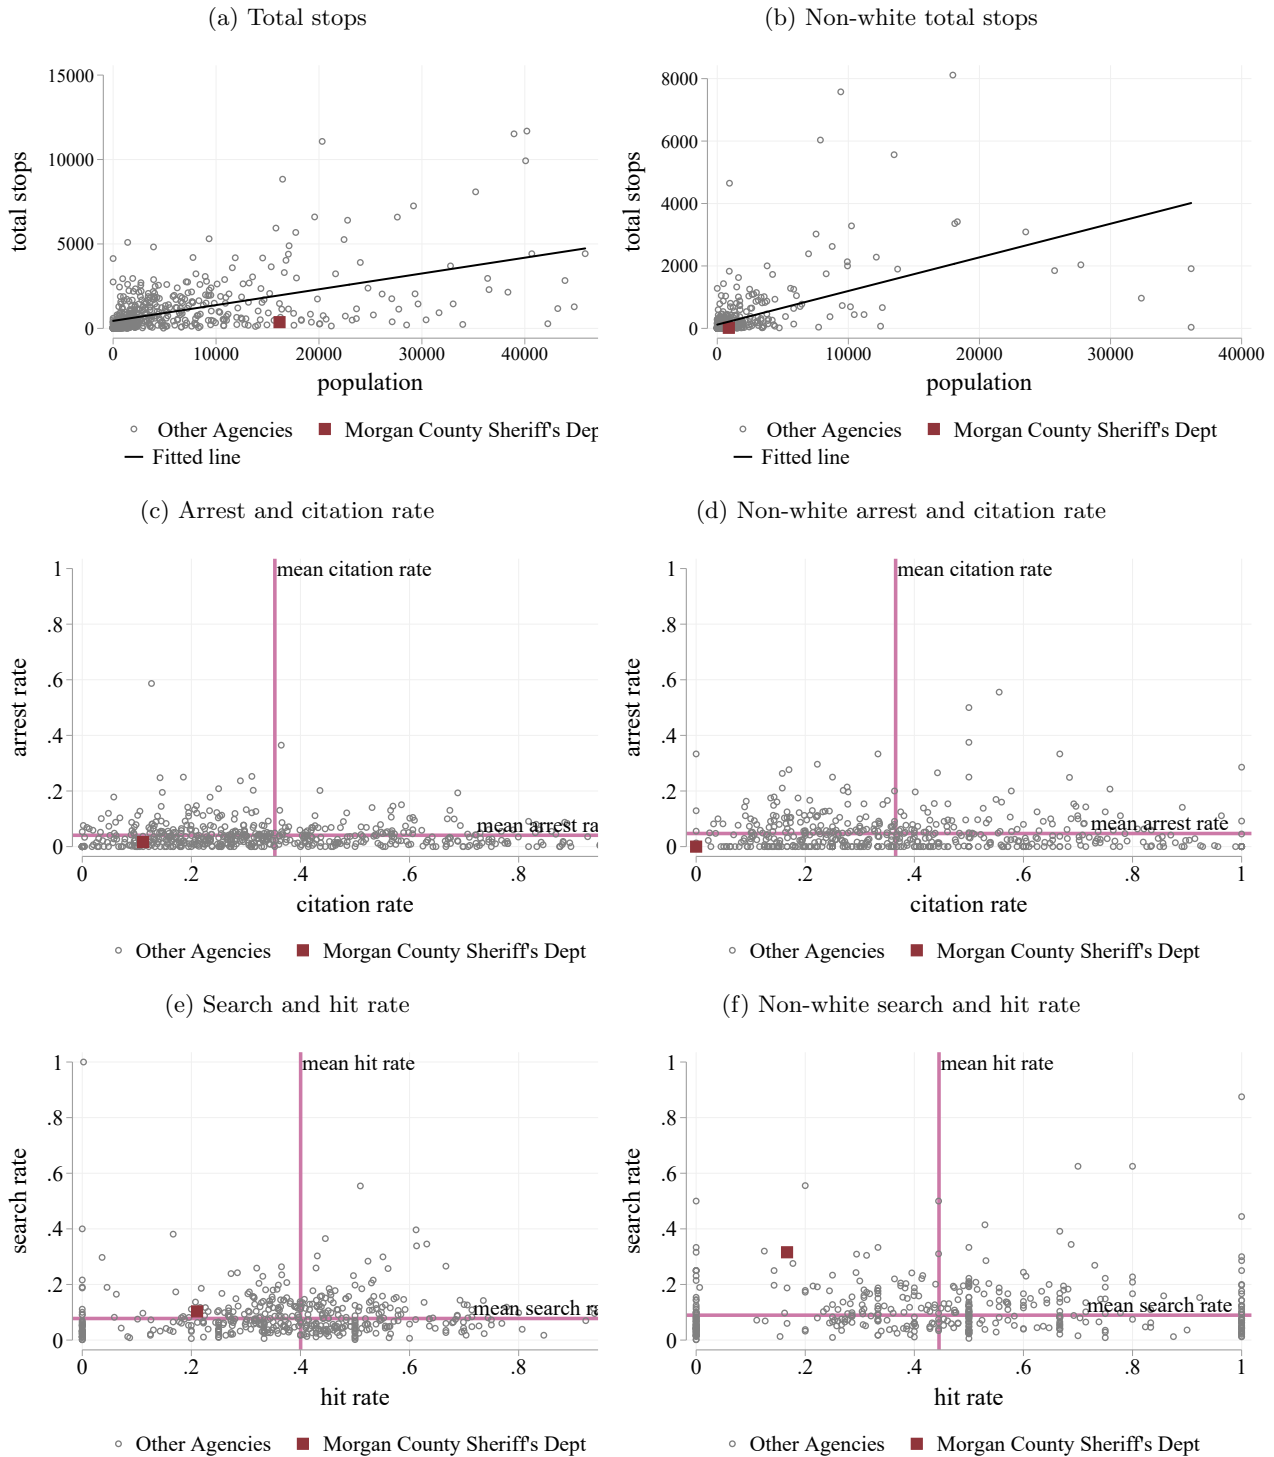 (a) Total stops
15000
10000
5000
0
total stops
0 10000 20000 30000 40000
population
Other Agencies Morgan County Sheriff's Dep
Fitted line
(b) Non-white total stops
8000
6000
4000
2000
0
total stops
0 10000 20000 30000 40000
population
Other Agencies Morgan County Sheriff's Dept
Fitted line
(c) Arrest and citation rate
1
.8
.6
.4
.2
0
arrest rate
mean citation rate
mean arrest ra
0 .2 .4 .6 .8
citation rate
Other Agencies Morgan County Sheriff's Dept
(d) Non-white arrest and citation rate
1
.8
.6
.4
.2
0
arrest rate
mean citation rate
mean arrest rate
0 .2 .4 .6 .8 1
citation rate
Other Agencies Morgan County Sheriff's Dept
(e) Search and hit rate
1
.8
.6
.4
.2
0
search rate
mean hit rate
mean search ra
0 .2 .4 .6 .8
hit rate
Other Agencies Morgan County Sheriff's Dept
(f) Non-white search and hit rate
1
.8
.6
.4
.2
0
search rate
mean hit rate
mean search rate
0 .2 .4 .6 .8 1
hit rate
Other Agencies Morgan County Sheriff's Dept